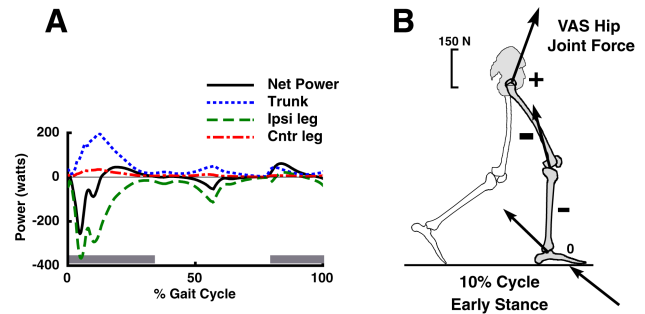 A
Net Power
Trunk
Ipsi leg
Cntr leg
Power (watts)
200
0
-200
-400
0
50
100
% Gait Cycle
B
150 N
VAS Hip
Joint Force
+
-
-
0
10% Cycle
Early Stance